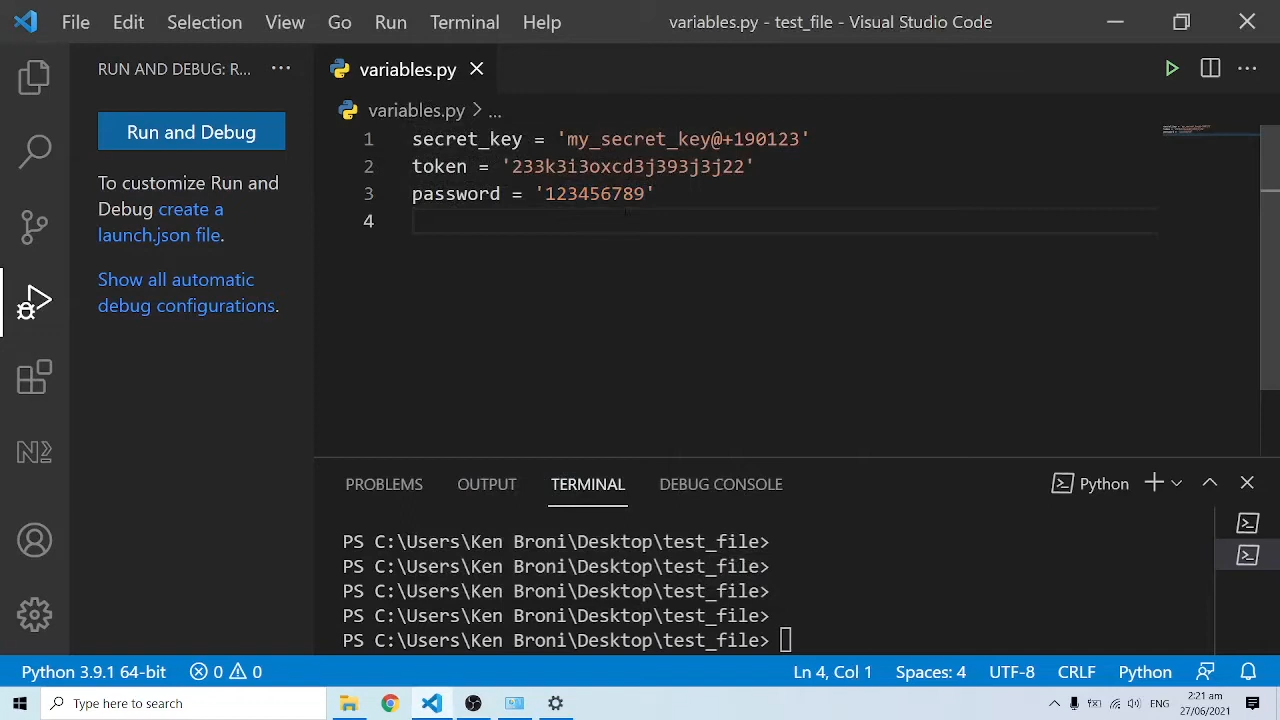 File Edit Selection View Go Run Terminal Help variables.py - test_file - Visual Studio Code
RUN AND DEBUG: R... ···
variables.py
Run and Debug
To customize Run and
Debug create a
launch.json file.
Show all automatic
debug configurations.
variables.py > ...
1 secret_key = 'my_secret_key@+190123'
2 token = '233k3i3oxcd3j393j3j22'
3 password = '123456789'
4
PROBLEMS OUTPUT TERMINAL DEBUG CONSOLE Python
PS C:\Users\Ken Broni\Desktop\test_file>
PS C:\Users\Ken Broni\Desktop\test_file>
PS C:\Users\Ken Broni\Desktop\test_file>
PS C:\Users\Ken Broni\Desktop\test_file>
PS C:\Users\Ken Broni\Desktop\test_file>
Python 3.9.1 64-bit 0 0 Ln 4, Col 1 Spaces: 4 UTF-8 CRLF Python
Type here to search ENG 2:21 am
27/06/2021